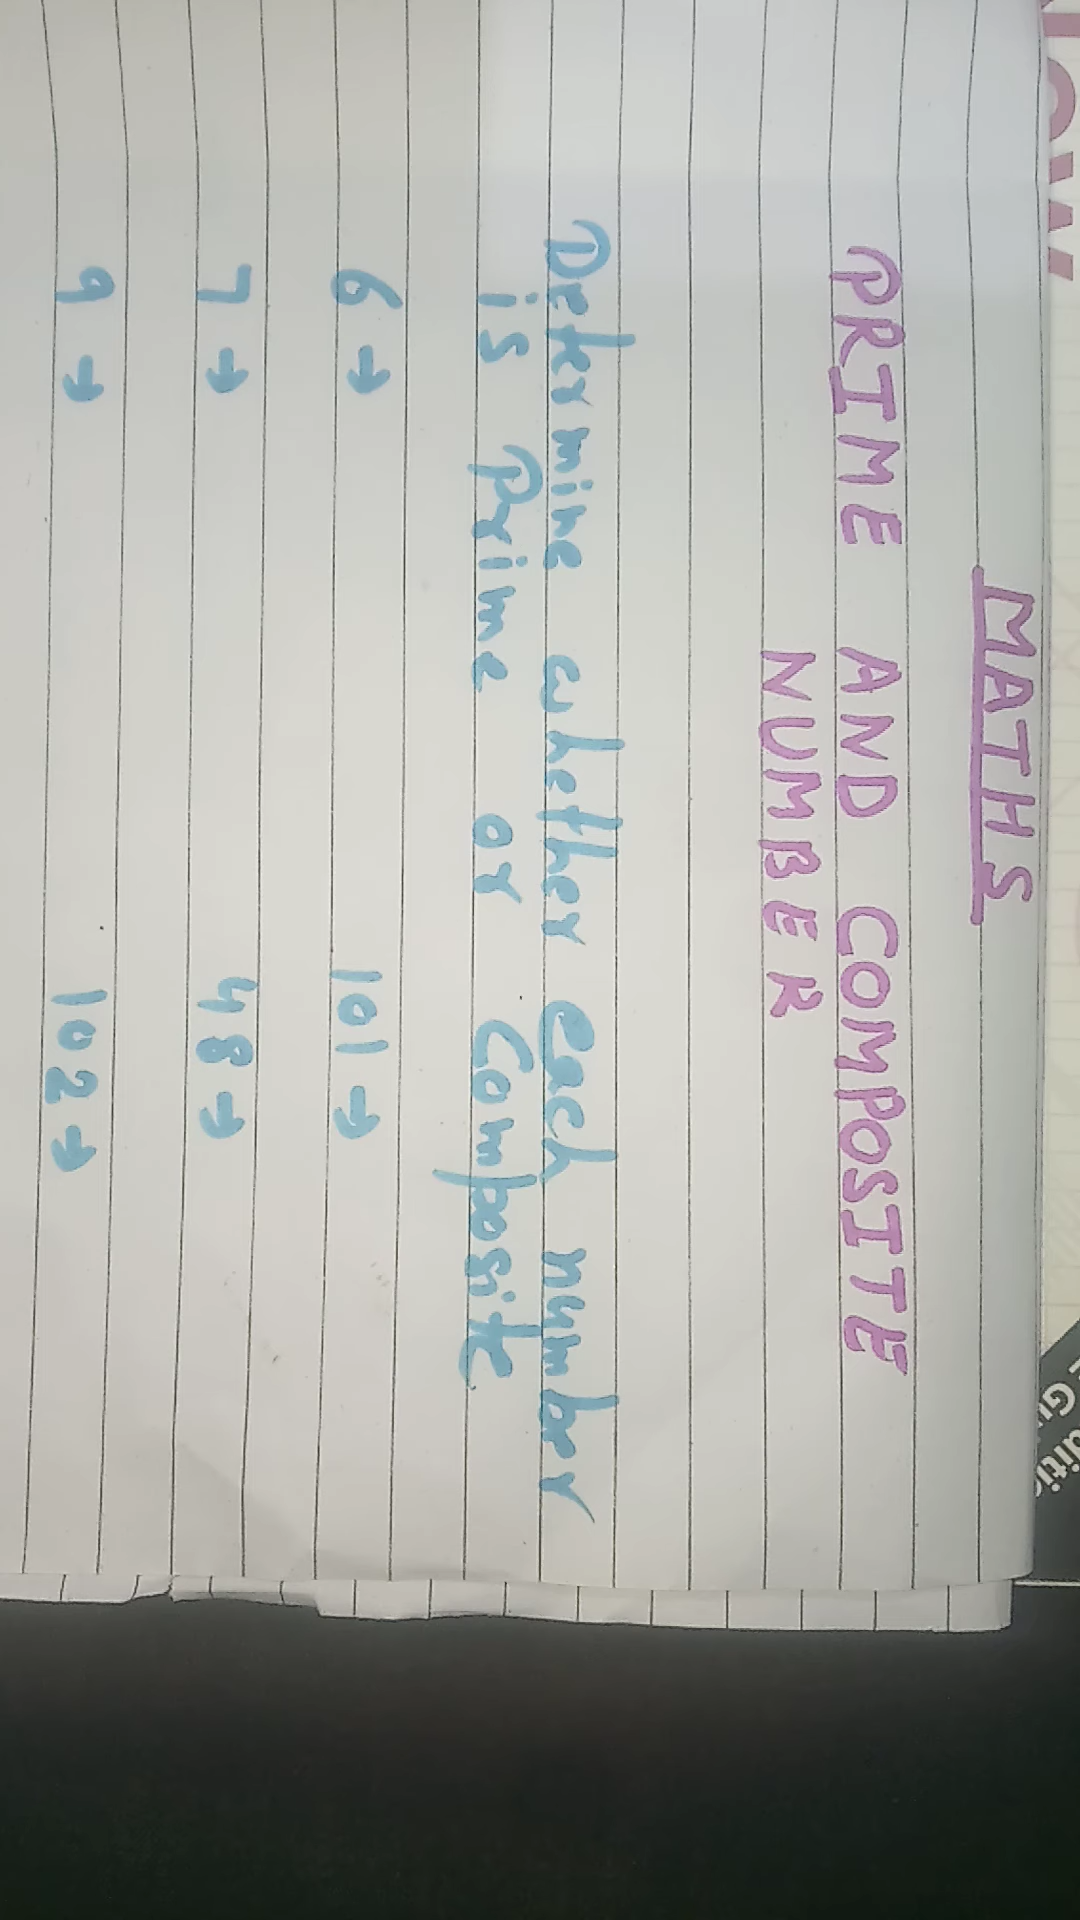 MATHS
PRIME AND COMPOSITE
NUMBER
Determine whether each number
is Prime or Composite
6 → 101 →
7 → 48 →
9 → 102 →